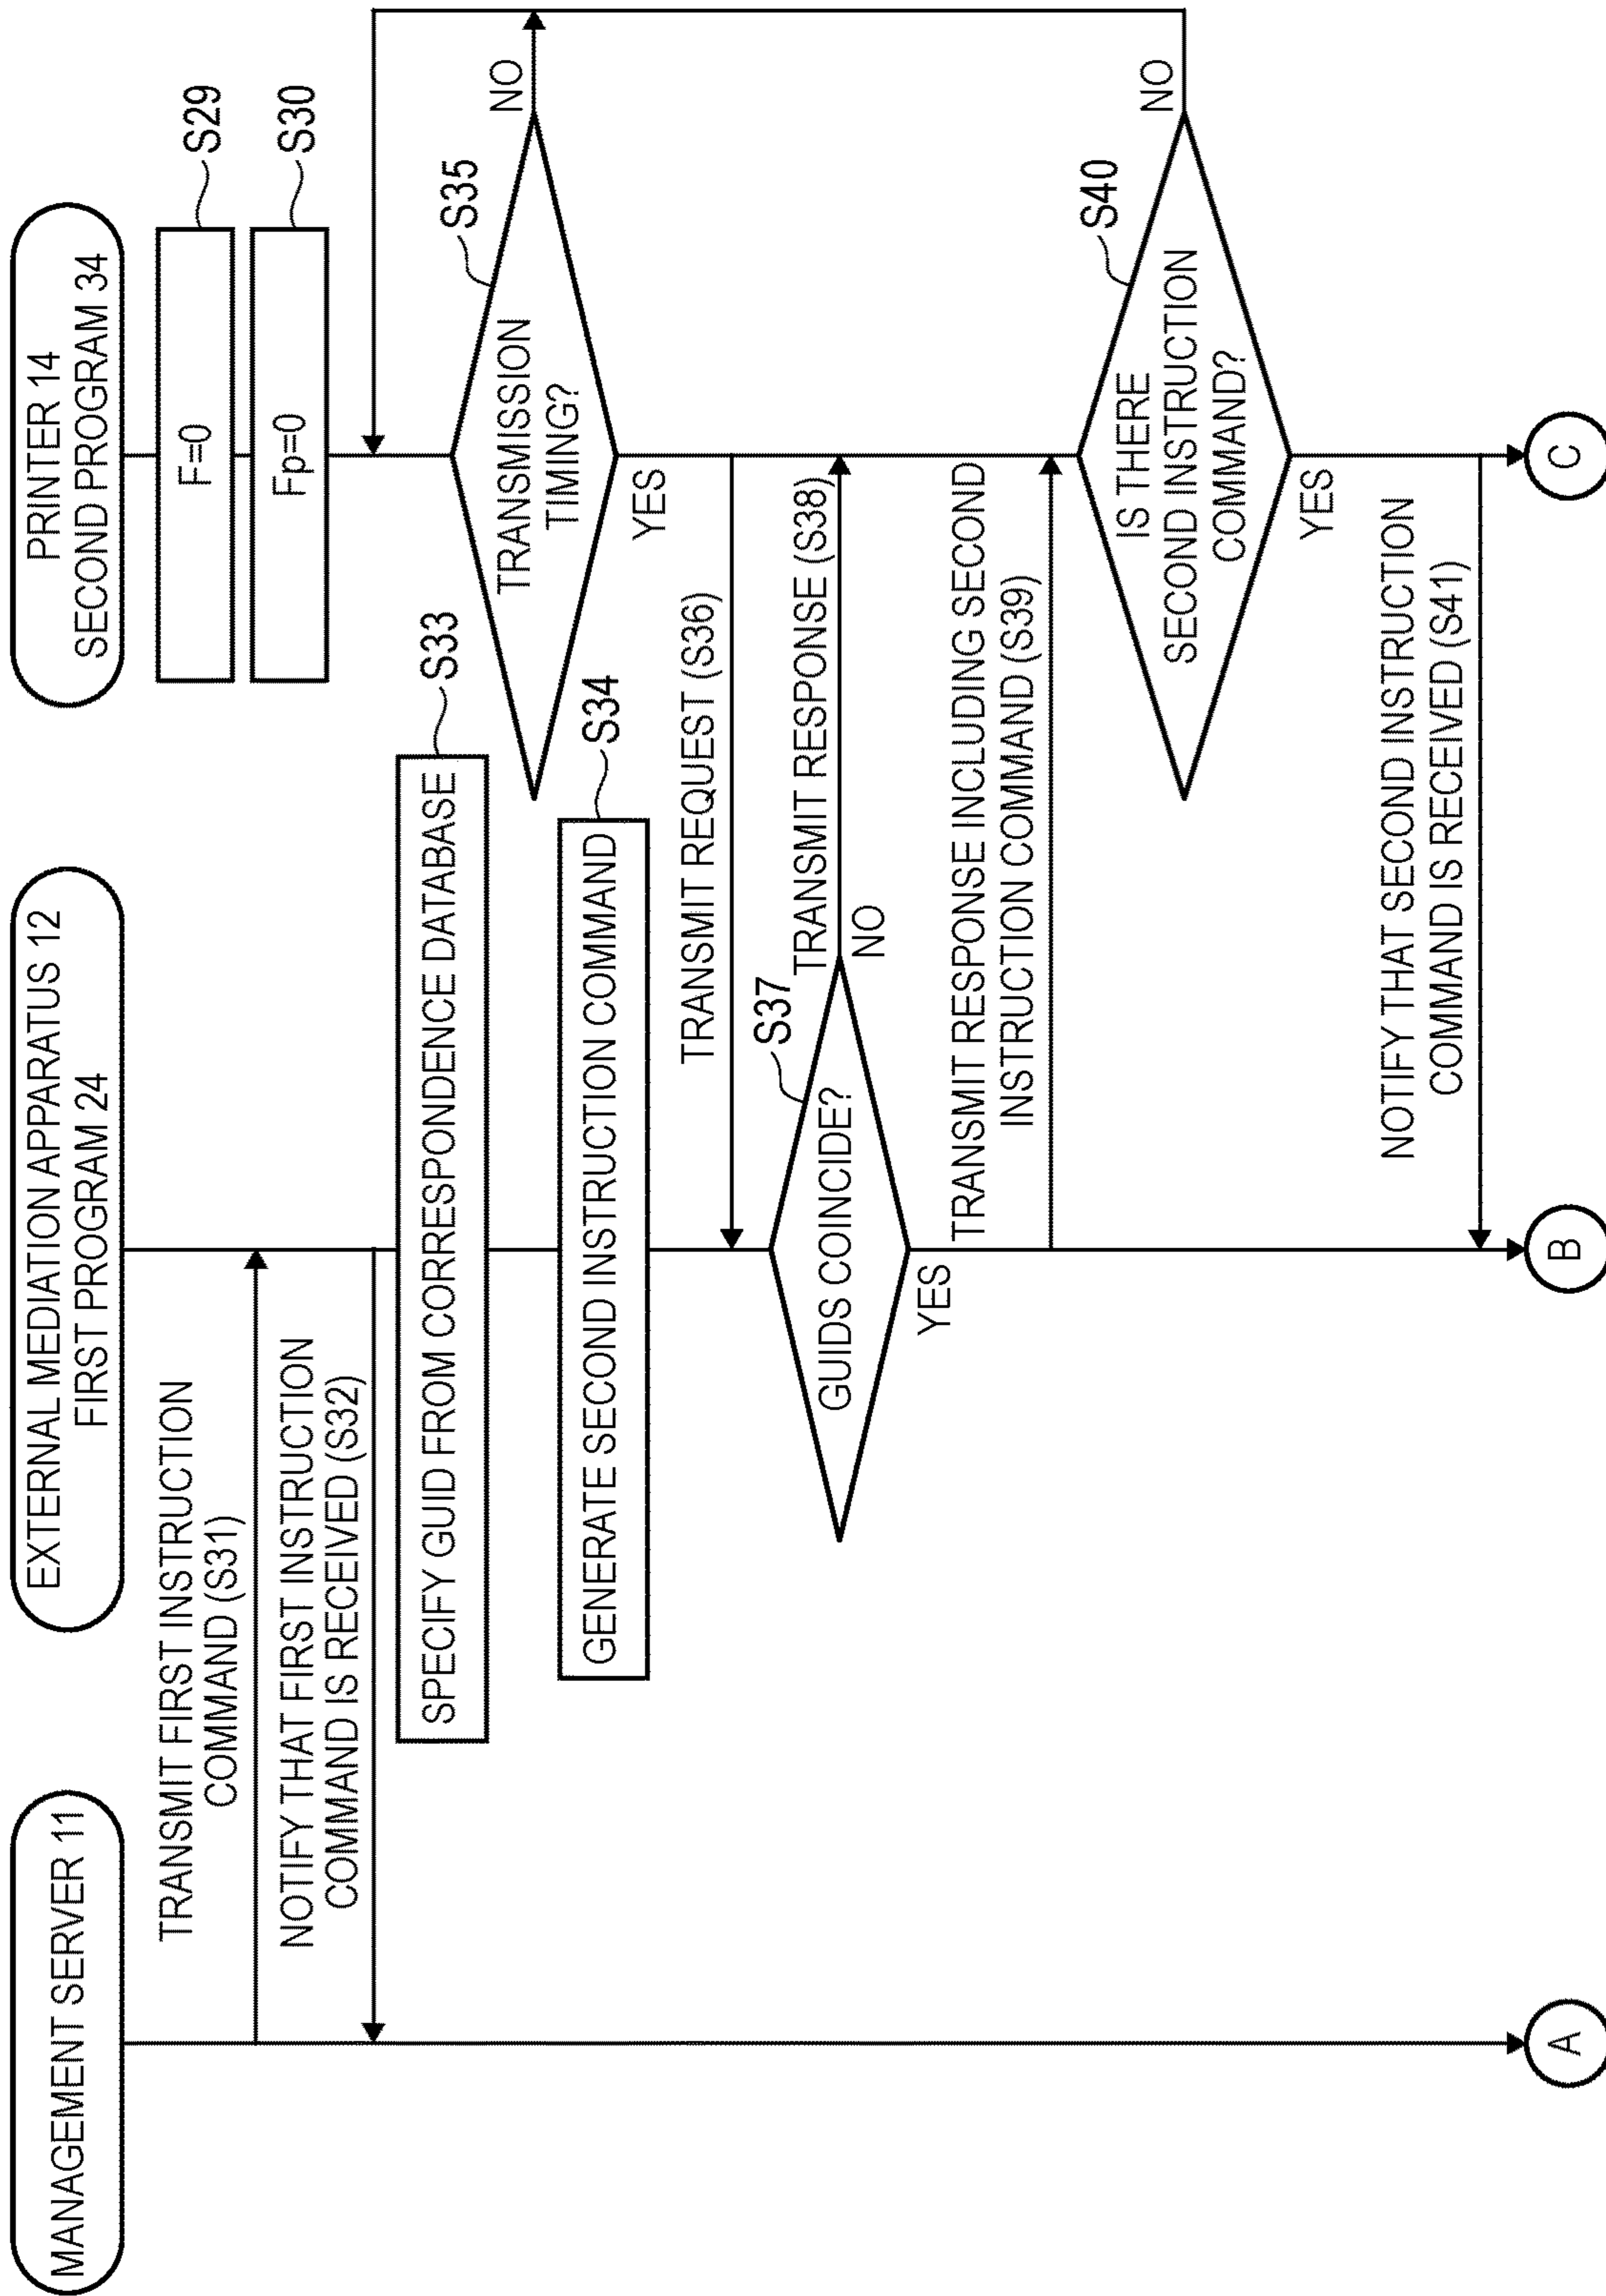 MANAGEMENT SERVER 11
EXTERNAL MEDIATION APPARATUS 12
FIRST PROGRAM 24
PRINTER 14
SECOND PROGRAM 34
TRANSMIT FIRST INSTRUCTION
COMMAND (S31)
NOTIFY THAT FIRST INSTRUCTION
COMMAND IS RECEIVED (S32)
F=0
S29
Fp=0
S30
SPECIFY GUID FROM CORRESPONDENCE DATABASE
S33
GENERATE SECOND INSTRUCTION COMMAND
S34
TRANSMISSION
TIMING?
S35
NO
YES
TRANSMIT REQUEST (S36)
GUIDS COINCIDE?
S37
TRANSMIT RESPONSE (S38)
NO
YES
TRANSMIT RESPONSE INCLUDING SECOND
INSTRUCTION COMMAND (S39)
IS THERE
SECOND INSTRUCTION
COMMAND?
S40
NO
YES
NOTIFY THAT SECOND INSTRUCTION
COMMAND IS RECEIVED (S41)
A
B
C